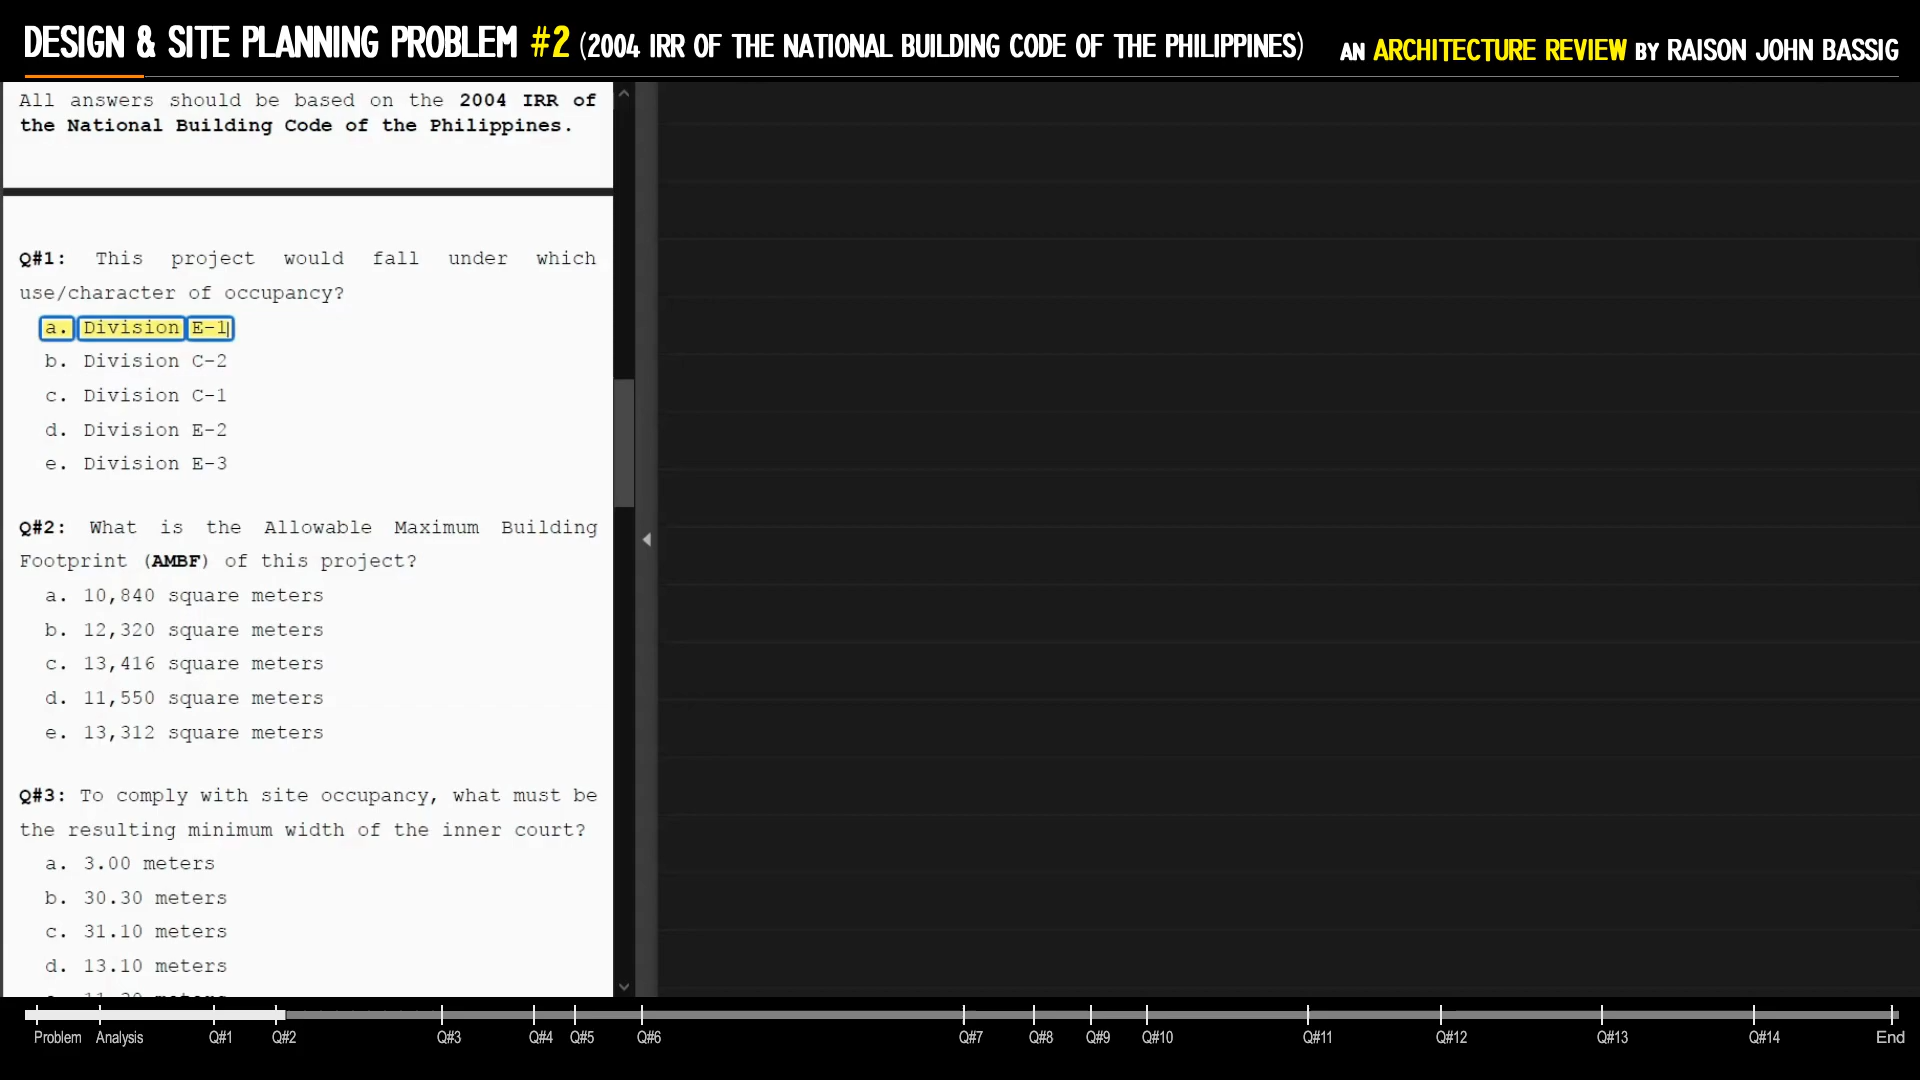 DESIGN & SITE PLANNING PROBLEM #2 (2004 IRR OF THE NATIONAL BUILDING CODE OF THE PHILIPPINES) AN ARCHITECTURE REVIEW BY RAISON JOHN BASSIG
All answers should be based on the 2004 IRR of
the National Building Code of the Philippines.
Q#1: This project would fall under which
use/character of occupancy?
a. Division E-1
b. Division C-2
c. Division C-1
d. Division E-2
e. Division E-3
Q#2: What is the Allowable Maximum Building
Footprint (AMBF) of this project?
a. 10,840 square meters
b. 12,320 square meters
c. 13,416 square meters
d. 11,550 square meters
e. 13,312 square meters
Q#3: To comply with site occupancy, what must be
the resulting minimum width of the inner court?
a. 3.00 meters
b. 30.30 meters
c. 31.10 meters
d. 13.10 meters
Problem Analysis Q#1 Q#2 Q#3 Q#4 Q#5 Q#6 Q#7 Q#8 Q#9 Q#10 Q#11 Q#12 Q#13 Q#14 End